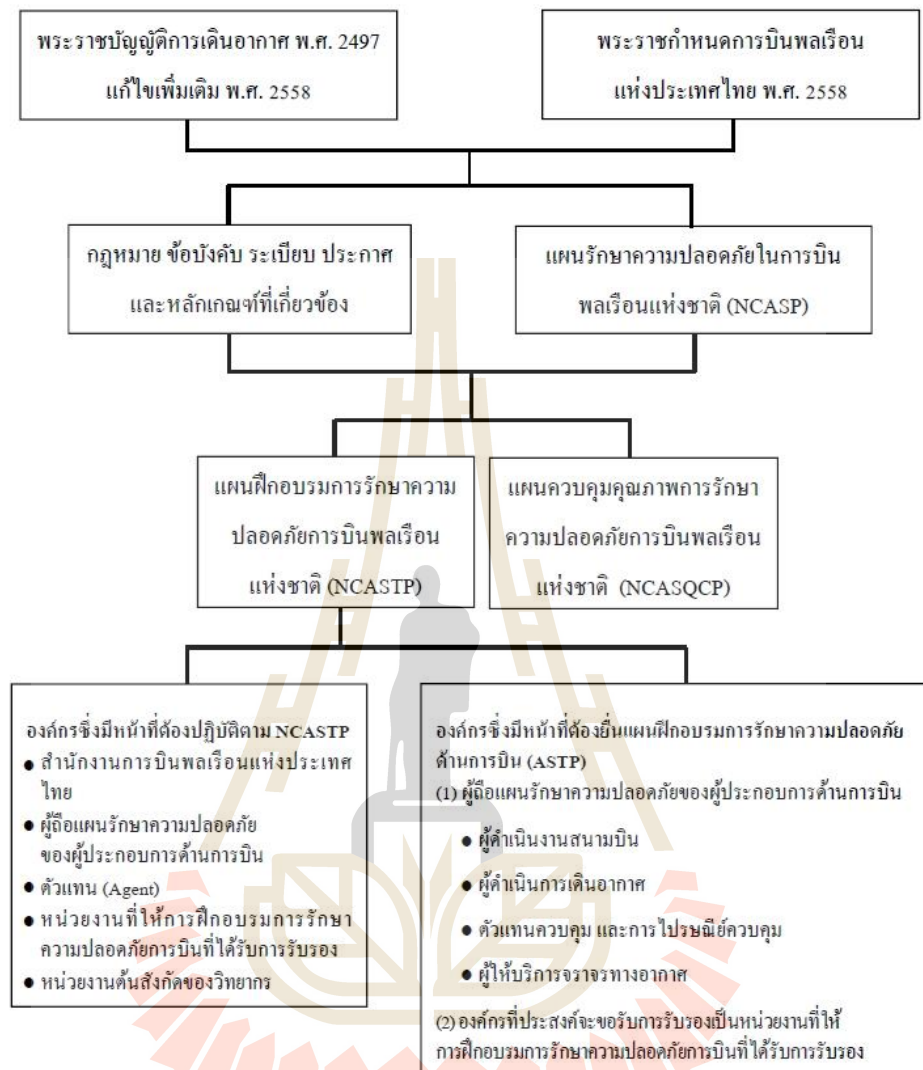 พระราชบัญญัติการเดินอากาศ พ.ศ. 2497
แก้ไขเพิ่มเติม พ.ศ. 2558
พระราชกำหนดการบินพลเรือน
แห่งประเทศไทย พ.ศ. 2558
กฎหมาย ข้อบังคับ ระเบียบ ประกาศ
และหลักเกณฑ์ที่เกี่ยวข้อง
แผนรักษาความปลอดภัยในการบิน
พลเรือนแห่งชาติ (NCASP)
แผนฝึกอบรมการรักษาความ
ปลอดภัยการบินพลเรือน
แห่งชาติ (NCASTP)
แผนควบคุมคุณภาพการรักษา
ความปลอดภัยการบินพลเรือน
แห่งชาติ (NCASQCP)
องค์กรซึ่งมีหน้าที่ต้องปฏิบัติตาม NCASTP
● สำนักงานการบินพลเรือนแห่งประเทศ
ไทย
● ผู้ถือแผนรักษาความปลอดภัย
ของผู้ประกอบการด้านการบิน
● ตัวแทน (Agent)
● หน่วยงานที่ให้การฝึกอบรมการรักษา
ความปลอดภัยการบินที่ได้รับการรับรอง
● หน่วยงานต้นสังกัดของวิทยากร
องค์กรซึ่งมีหน้าที่ต้องยื่นแผนฝึกอบรมการรักษาความปลอดภัย
ด้านการบิน (ASTP)
(1) ผู้ถือแผนรักษาความปลอดภัยของผู้ประกอบการด้านการบิน
● ผู้ดำเนินงานสนามบิน
● ผู้ดำเนินการเดินอากาศ
● ตัวแทนควบคุม และการไปรษณีย์ควบคุม
● ผู้ให้บริการจราจรทางอากาศ
(2) องค์กรที่ประสงค์จะขอรับการรับรองเป็นหน่วยงานที่ให้
การฝึกอบรมการรักษาความปลอดภัยการบินที่ได้รับการรับรอง